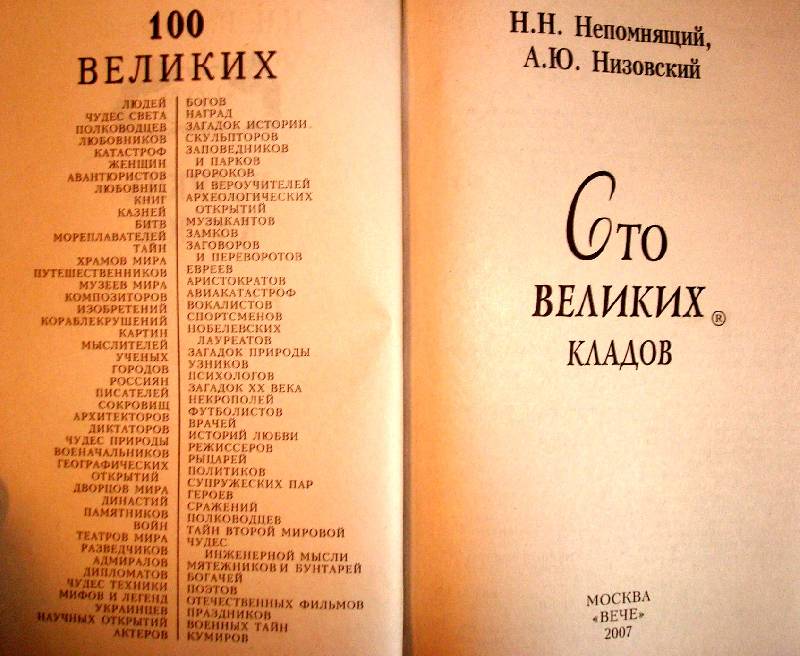 100
ВЕЛИКИХ
ЛЮДЕЙ
ЧУДЕС СВЕТА
ПОЛКОВОДЦЕВ
ЛЮБОВНИКОВ
КАТАСТРОФ
ЖЕНЩИН
АВАНТЮРИСТОВ
ЛЮБОВНИЦ
КНИГ
КАЗНЕЙ
БИТВ
МОРЕПЛАВАТЕЛЕЙ
ТАЙН
ХРАМОВ МИРА
ПУТЕШЕСТВЕННИКОВ
МУЗЕЕВ МИРА
КОМПОЗИТОРОВ
ИЗОБРЕТЕНИЙ
КОРАБЛЕКРУШЕНИЙ
КАРТИН
МЫСЛИТЕЛЕЙ
УЧЕНЫХ
ГОРОДОВ
РОССИЯН
ПИСАТЕЛЕЙ
СОКРОВИЩ
АРХИТЕКТОРОВ
ДИКТАТОРОВ
ЧУДЕС ПРИРОДЫ
ВОЕНАЧАЛЬНИКОВ
ГЕОГРАФИЧЕСКИХ
ОТКРЫТИЙ
ДВОРЦОВ МИРА
ДИНАСТИЙ
ПАМЯТНИКОВ
ВОЙН
ТЕАТРОВ МИРА
РАЗВЕДЧИКОВ
АДМИРАЛОВ
ДИПЛОМАТОВ
ЧУДЕС ТЕХНИКИ
МИФОВ И ЛЕГЕНД
УКРАИНЦЕВ
НАУЧНЫХ ОТКРЫТИЙ
АКТЕРОВ
БОГОВ
НАГРАД
ЗАГАДОК ИСТОРИИ
СКУЛЬПТОРОВ
ЗАПОВЕДНИКОВ
И ПАРКОВ
ПРОРОКОВ
И ВЕРОУЧИТЕЛЕЙ
АРХЕОЛОГИЧЕСКИХ
ОТКРЫТИЙ
МУЗЫКАНТОВ
ЗАМКОВ
ЗАГОВОРОВ
И ПЕРЕВОРОТОВ
ЕВРЕЕВ
АРИСТОКРАТОВ
АВИАКАТАСТРОФ
ВОКАЛИСТОВ
СПОРТСМЕНОВ
НОБЕЛЕВСКИХ
ЛАУРЕАТОВ
ЗАГАДОК ПРИРОДЫ
УЗНИКОВ
ПСИХОЛОГОВ
ЗАГАДОК XX ВЕКА
НЕКРОПОЛЕЙ
ФУТБОЛИСТОВ
ВРАЧЕЙ
ИСТОРИЙ ЛЮБВИ
РЕЖИССЕРОВ
РЫЦАРЕЙ
ПОЛИТИКОВ
СУПРУЖЕСКИХ ПАР
ГЕРОЕВ
СРАЖЕНИЙ
ПОЛКОВОДЦЕВ
ТАЙН ВТОРОЙ МИРОВОЙ
ЧУДЕС
ИНЖЕНЕРНОЙ МЫСЛИ
МЯТЕЖНИКОВ И БУНТАРЕЙ
БОГАЧЕЙ
ПОЭТОВ
ОТЕЧЕСТВЕННЫХ ФИЛЬМОВ
ПРАЗДНИКОВ
ВОЕННЫХ ТАЙН
КУМИРОВ
Н.Н. Непомнящий,
А.Ю. Низовский
Сто
ВЕЛИКИХ ®
КЛАДОВ
МОСКВА
«ВЕЧЕ»
2007